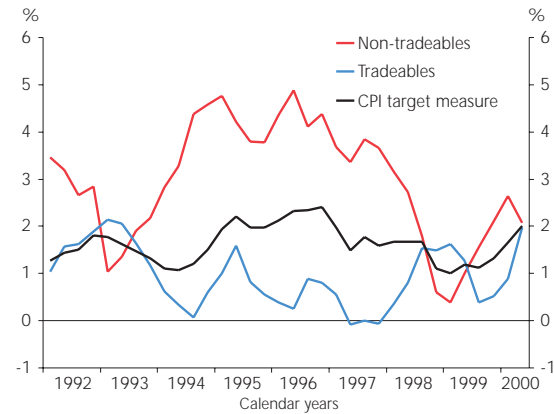 % %
6 6
Non-tradeables
5 Tradeables 5
CPI target measure
4 4
3 3
2 2
1 1
0 0
-1 -1
1992 1993 1994 1995 1996 1997 1998 1999 2000
Calendar years